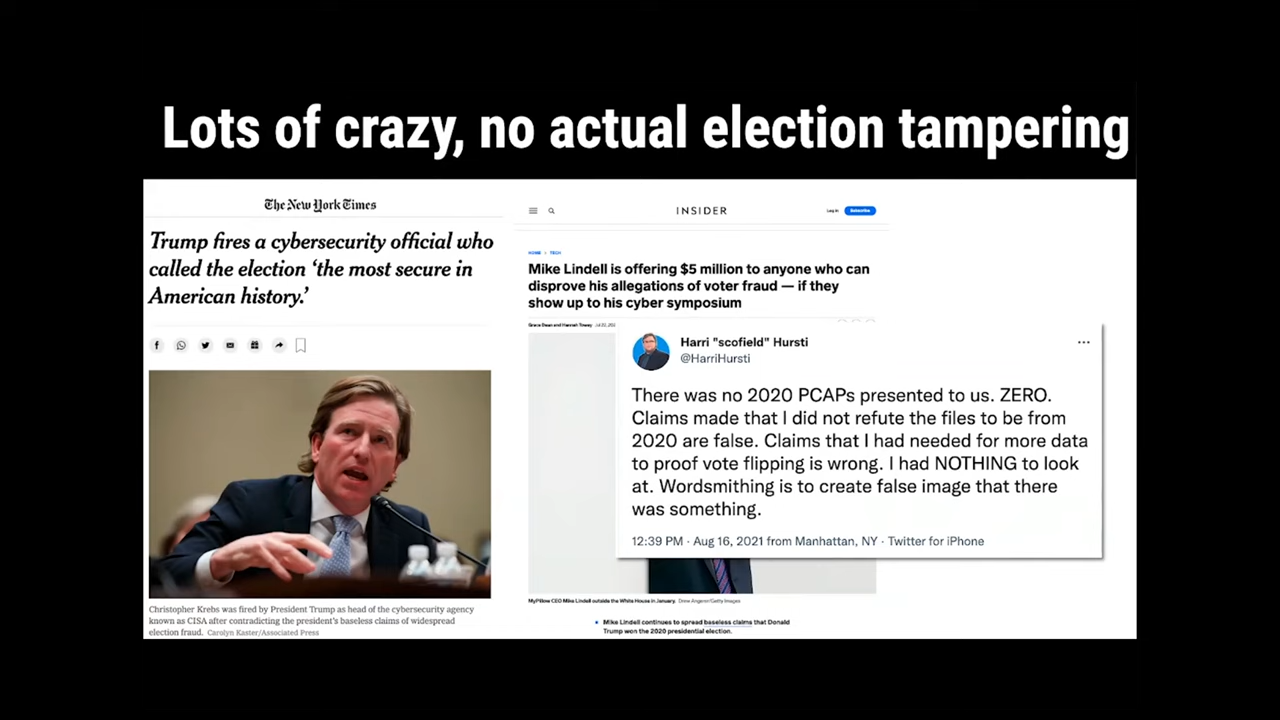 Lots of crazy, no actual election tampering
The New York Times
Trump fires a cybersecurity official who
called the election ‘the most secure in
American history.’
Christopher Krebs was fired by President Trump as head of the cybersecurity agency
known as CISA after contradicting the president's baseless claims of widespread
election fraud. Carolyn Kaster/Associated Press
INSIDER
Log in
Subscribe
HOME > TECH
Mike Lindell is offering $5 million to anyone who can
disprove his allegations of voter fraud — if they
show up to his cyber symposium
Grace Dean and Hannah Towey
Harri "scofield" Hursti
@HarriHursti
There was no 2020 PCAPs presented to us. ZERO.
Claims made that I did not refute the files to be from
2020 are false. Claims that I had needed for more data
to proof vote flipping is wrong. I had NOTHING to look
at. Wordsmithing is to create false image that there
was something.
12:39 PM · Aug 16, 2021 from Manhattan, NY · Twitter for iPhone
MyPillow CEO Mike Lindell outside the White House in January. Drew Angerer/Getty Images
Mike Lindell continues to spread baseless claims that Donald
Trump won the 2020 presidential election.